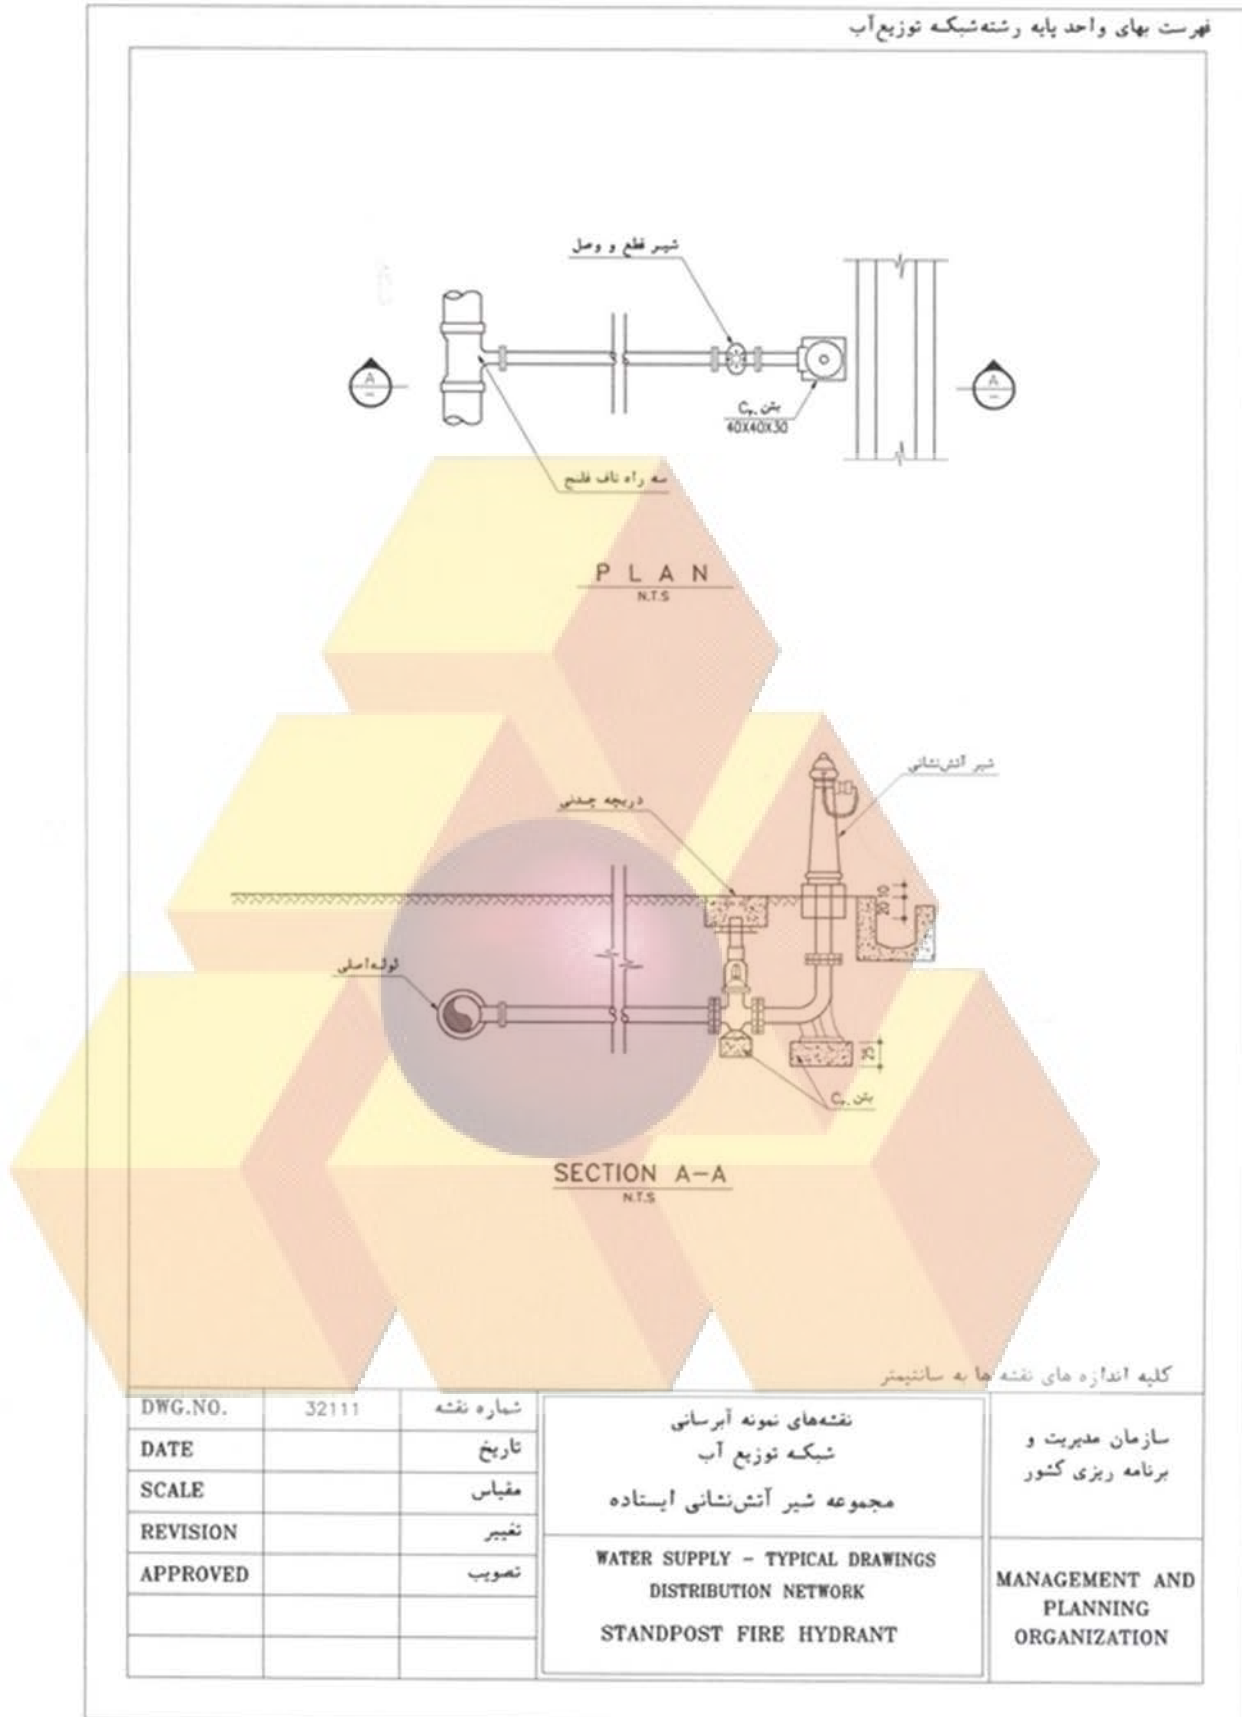 فهرست بهای واحد پایه رشته شبکه توزیع آب
شیر قطع و وصل
A
A
بتن C۲۰
40X40X30
سه راه ناف فلنج
PLAN
N.T.S
شیر آتش‌نشانی
دریچه چدنی
10
20
لوله اصلی
25
بتن C۲۰
SECTION A-A
N.T.S
کلیه اندازه های نقشه ها به سانتیمتر
DWG.NO. 32111 شماره نقشه
DATE تاریخ
SCALE مقیاس
REVISION تغییر
APPROVED تصویب
نقشه‌های نمونه آبرسانی
شبکه توزیع آب
مجموعه شیر آتش‌نشانی ایستاده
WATER SUPPLY - TYPICAL DRAWINGS
DISTRIBUTION NETWORK
STANDPOST FIRE HYDRANT
سازمان مدیریت و
برنامه ریزی کشور
MANAGEMENT AND
PLANNING
ORGANIZATION